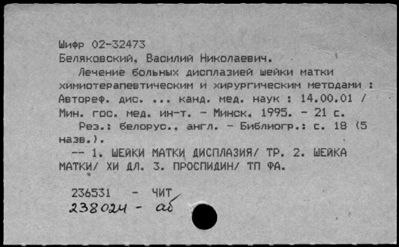 Шифр 02-32473
Беляковский, Василий Николаевич.
Лечение больных дисплазией шейки матки
химиотерапевтическим и хирургическим методами :
Автореф. дис. ... канд. мед. наук : 14.00.01 /
Мин. гос. мед. ин-т. - Минск, 1995. - 21 с.
Рез.: белорус., англ. - Библиогр.: с. 18 (5
назв.).
-- 1. ШЕЙКИ МАТКИ ДИСПЛАЗИЯ/ ТР. 2. ШЕЙКА
МАТКИ/ ХИ ДЛ. 3. ПРОСПИДИН/ ТП ФА.
236531 - ЧИТ
238024 - аб